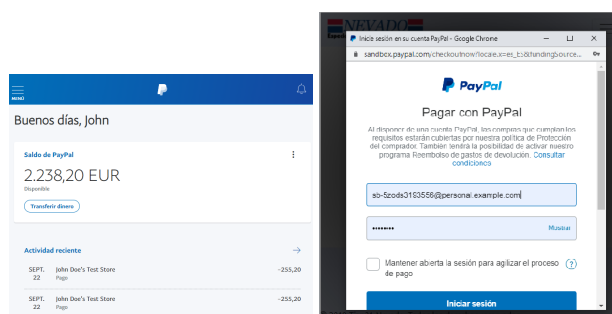 MENÚ
Buenos días, John
Saldo de PayPal
2.238,20 EUR
Disponible
Transferir dinero
Actividad reciente
SEPT. 22 John Doe's Test Store -255,20
Pago
SEPT. 22 John Doe's Test Store -255,20
Pago
NEVADO
Inicie sesión en su cuenta PayPal - Google Chrome
sandbox.paypal.com/checkoutnow?locale.x=es_ES&fundingSource...
PayPal
Pagar con PayPal
Al disponer de una cuenta PayPal, las compras que cumplan los
requisitos estarán cubiertas por nuestra política de Protección
del comprador. También tendrá la posibilidad de activar nuestro
programa Reembolso de gastos de devolución. Consultar
condiciones
sb-5zods3193556@personal.example.com
•••••••• Mostrar
Mantener abierta la sesión para agilizar el proceso
de pago ?
Iniciar sesión